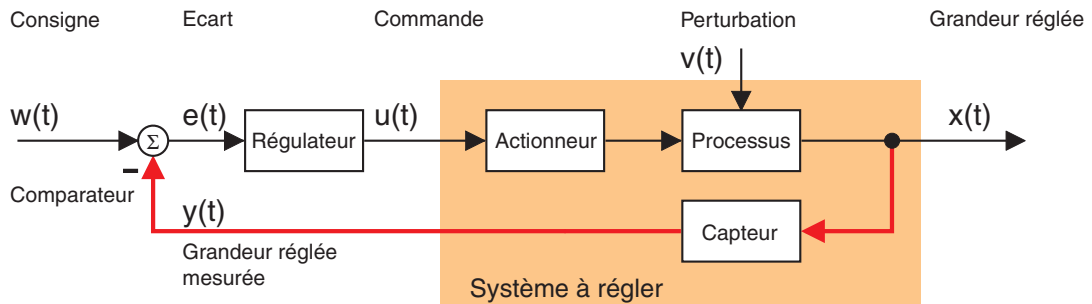 Consigne Ecart Commande Perturbation Grandeur réglée
v(t)
w(t) e(t) u(t) x(t)
Σ Régulateur Actionneur Processus
−
Comparateur
y(t) Capteur
Grandeur réglée
mesurée
Système à régler